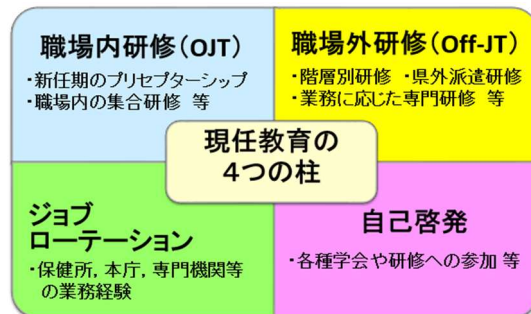 職場内研修（OJT）
・新任期のプリセプターシップ
・職場内の集合研修 等
職場外研修（Off-JT）
・階層別研修 ・県外派遣研修
・業務に応じた専門研修 等
現任教育の
４つの柱
ジョブ
ローテーション
・保健所，本庁，専門機関等
の業務経験
自己啓発
・各種学会や研修への参加 等